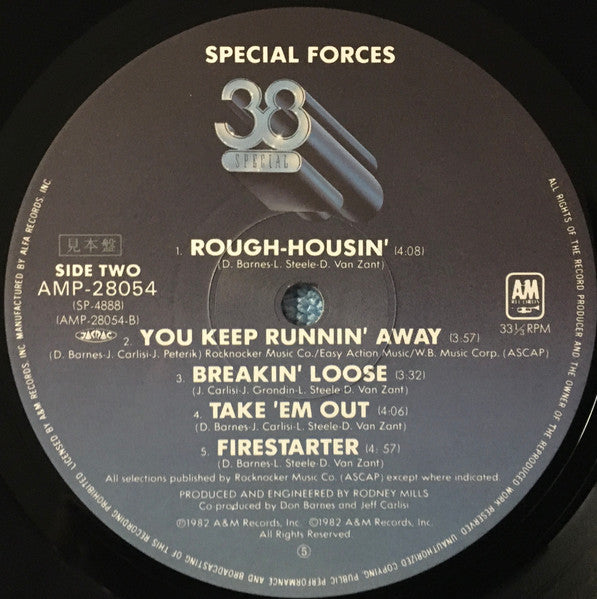 SPECIAL FORCES
38
SPECIAL
1. ROUGH-HOUSIN' (4:08)
(D. Barnes-L. Steele-D. Van Zant)
見本盤
SIDE TWO
AMP-28054
(SP-4888)
(AMP-28054-B)
JASRAC
A&M
RECORDS
33⅓ RPM
2. YOU KEEP RUNNIN' AWAY (3:57)
(D. Barnes-J. Carlisi-J. Peterik) Rocknocker Music Co./Easy Action Music/W.B. Music Corp. (ASCAP)
3. BREAKIN' LOOSE (3:32)
(J. Carlisi-J. Grondin-L. Steele-D. Van Zant)
4. TAKE 'EM OUT (4:06)
(D. Barnes-J. Carlisi-L. Steele-D. Van Zant)
5. FIRESTARTER (4:57)
(D. Barnes-L. Steele-D. Van Zant)
All selections published by Rocknocker Music Co. (ASCAP) except where indicated.
PRODUCED AND ENGINEERED BY RODNEY MILLS
Co produced by Don Barnes and Jeff Carlisi
Ⓟ1982 A&M Records, Inc. ©1982 A&M Records, Inc.
All Rights Reserved.
⑤
ALL RIGHTS OF THE RECORD PRODUCER AND THE OWNER OF THE REPRODUCED WORK RESERVED. UNAUTHORIZED COPYING, PUBLIC PERFORMANCE AND BROADCASTING OF THIS RECORDING PROHIBITED LICENSED BY A&M RECORDS INC. MANUFACTURED BY ALFA RECORDS, INC